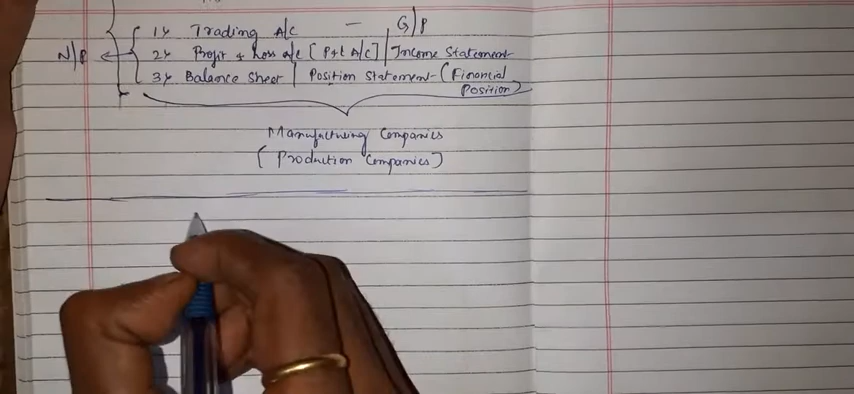 1) Trading A/c — G/P
N/P ← 2) Profit + Loss a/c [P+L A/c] | Income Statement
3) Balance Sheet | Position Statement - (Financial
Position)
Manufacturing Companies
(Production Companies)